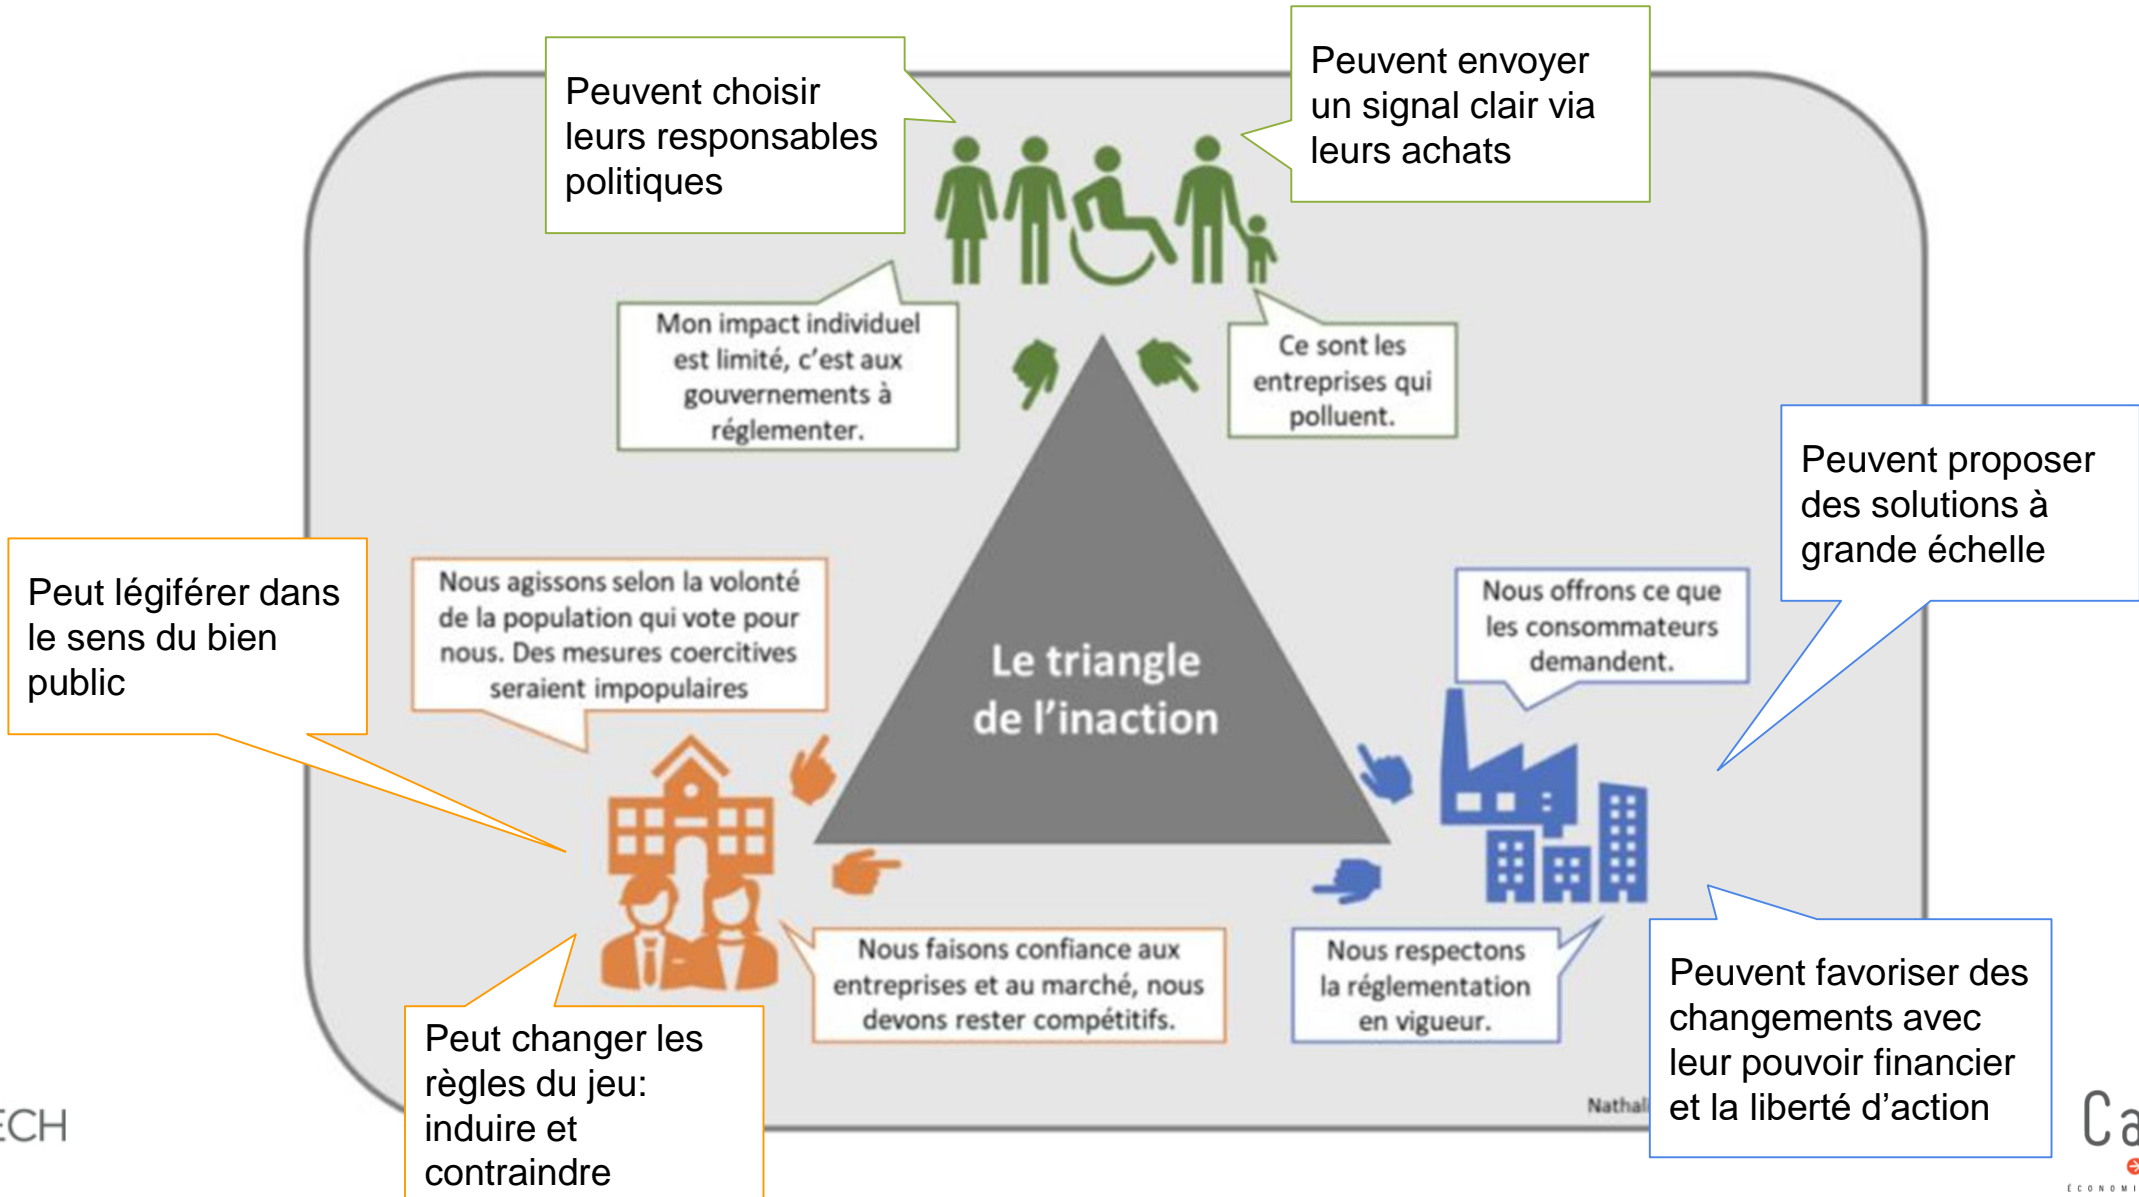 Peuvent choisir
leurs responsables
politiques
Peuvent envoyer
un signal clair via
leurs achats
Mon impact individuel
est limité, c'est aux
gouvernements à
réglementer.
Ce sont les
entreprises qui
polluent.
Peuvent proposer
des solutions à
grande échelle
Peut légiférer dans
le sens du bien
public
Nous agissons selon la volonté
de la population qui vote pour
nous. Des mesures coercitives
seraient impopulaires
Nous offrons ce que
les consommateurs
demandent.
Le triangle
de l'inaction
Nous faisons confiance aux
entreprises et au marché, nous
devons rester compétitifs.
Nous respectons
la réglementation
en vigueur.
Peuvent favoriser des
changements avec
leur pouvoir financier
et la liberté d'action
Peut changer les
règles du jeu:
induire et
contraindre